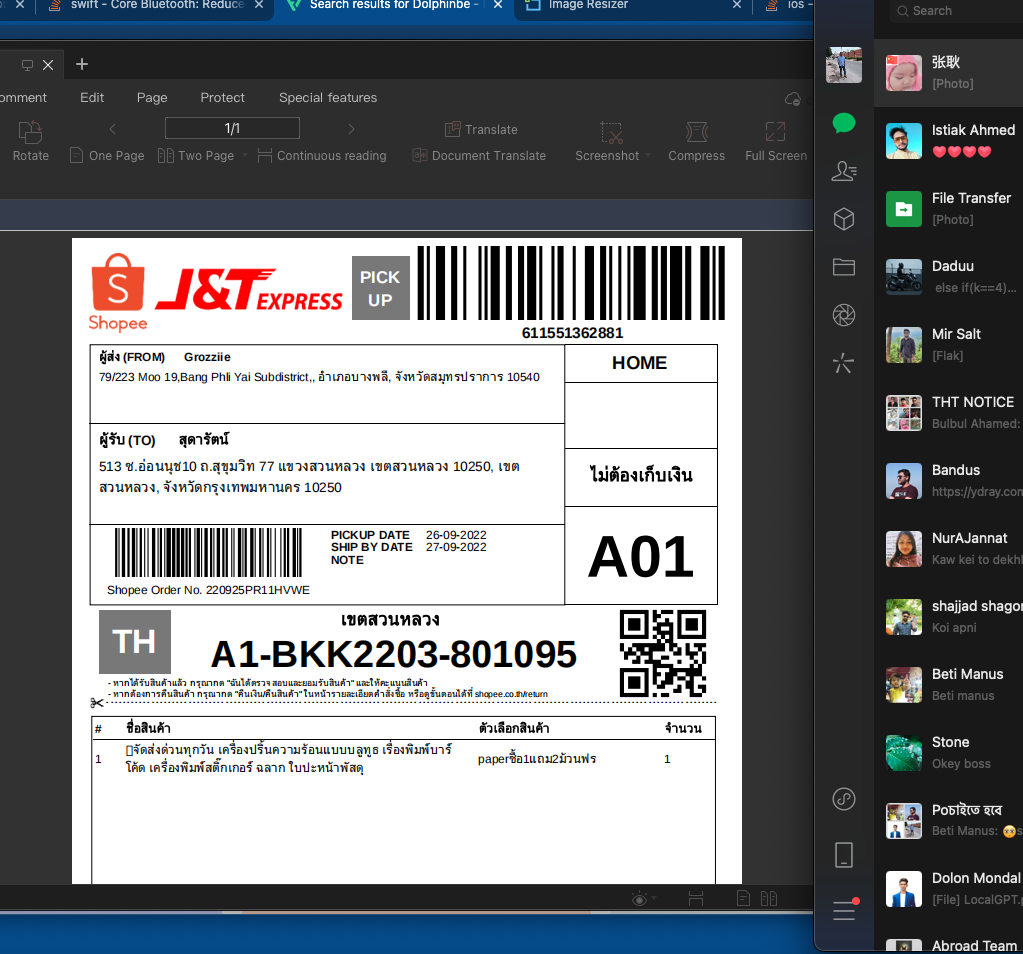 swift - Core Bluetooth: Reduce
Search results for Dolphinbe -
Image Resizer
ios -
omment
Edit
Page
Protect
Special features
Rotate
One Page
1/1
Two Page
Continuous reading
Translate
Document Translate
Screenshot
Compress
Full Screen
Shopee
J&T EXPRESS
PICK
UP
611551362881
ผู้ส่ง (FROM) Grozziie
79/223 Moo 19,Bang Phli Yai Subdistrict,, อำเภอบางพลี, จังหวัดสมุทรปราการ 10540
HOME
ผู้รับ (TO) สุดารัตน์
513 ซ.อ่อนนุช10 ถ.สุขุมวิท 77 แขวงสวนหลวง เขตสวนหลวง 10250, เขต
สวนหลวง, จังหวัดกรุงเทพมหานคร 10250
ไม่ต้องเก็บเงิน
PICKUP DATE 26-09-2022
SHIP BY DATE 27-09-2022
NOTE
Shopee Order No. 220925PR11HVWE
A01
TH
เขตสวนหลวง
A1-BKK2203-801095
- หากได้รับสินค้าแล้ว กรุณากด "ฉันได้ตรวจสอบและยอมรับสินค้า" และให้คะแนนสินค้า
- หากต้องการคืนสินค้า กรุณากด "คืนเงิน/คืนสินค้า" ในหน้ารายละเอียดคำสั่งซื้อ หรือดูขั้นตอนได้ที่ shopee.co.th/return
# ชื่อสินค้า ตัวเลือกสินค้า จำนวน
1 จัดส่งด่วนทุกวัน เครื่องปริ้นความร้อนแบบบลูทูธ เรื่องพิมพ์บาร์ paperซื้อ1แถม2ม้วนฟร 1
โค้ด เครื่องพิมพ์สติ๊กเกอร์ ฉลาก ใบปะหน้าพัสดุ
Search
张耿
[Photo]
Istiak Ahmed
File Transfer
[Photo]
Daduu
else if(k==4)...
Mir Salt
[Flak]
THT NOTICE
Bulbul Ahamed:
Bandus
https://ydray.com
NurAJannat
Kaw kei to dekhl
shajjad shagor
Koi apni
Beti Manus
Beti manus
Stone
Okey boss
Poচাইতে হবে
Beti Manus:
Dolon Mondal
[File] LocalGPT.p
Abroad Team